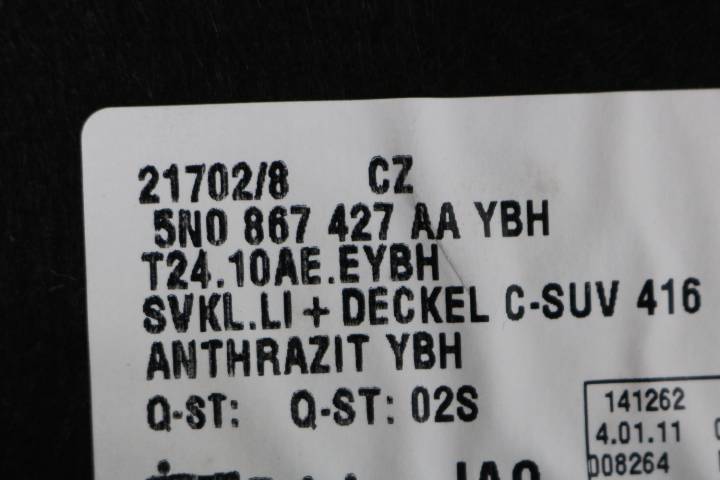 21702/8 CZ
5N0 867 427 AA YBH
T24.10AE.EYBH
SVKL.LI + DECKEL C-SUV 416
ANTHRAZIT YBH
Q-ST: Q-ST: 02S
141262
4.01.11
008264